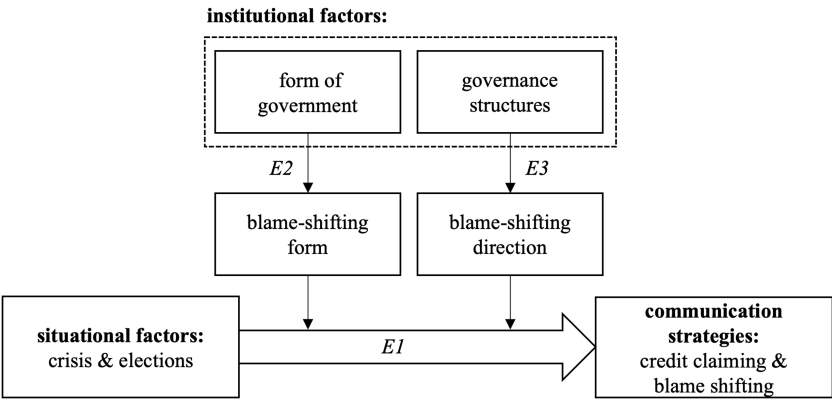 institutional factors:
form of
government
governance
structures
E2
E3
blame-shifting
form
blame-shifting
direction
situational factors:
crisis & elections
E1
communication
strategies:
credit claiming &
blame shifting